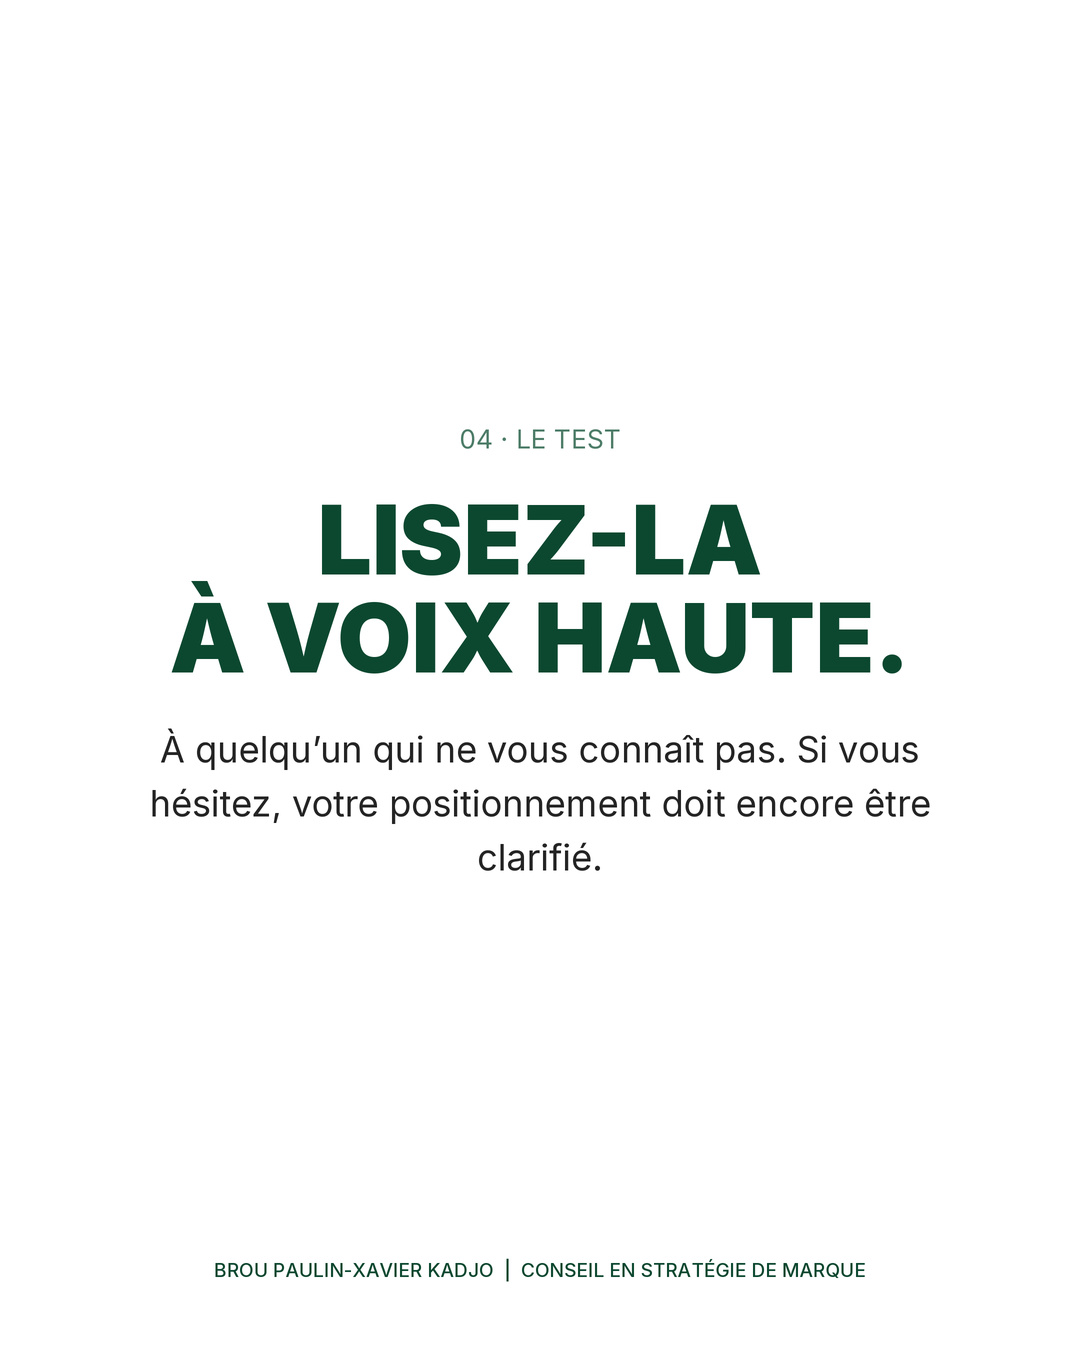 04 · LE TEST
LISEZ-LA
À VOIX HAUTE.
À quelqu’un qui ne vous connaît pas. Si vous
hésitez, votre positionnement doit encore être
clarifié.
BROU PAULIN-XAVIER KADJO | CONSEIL EN STRATÉGIE DE MARQUE